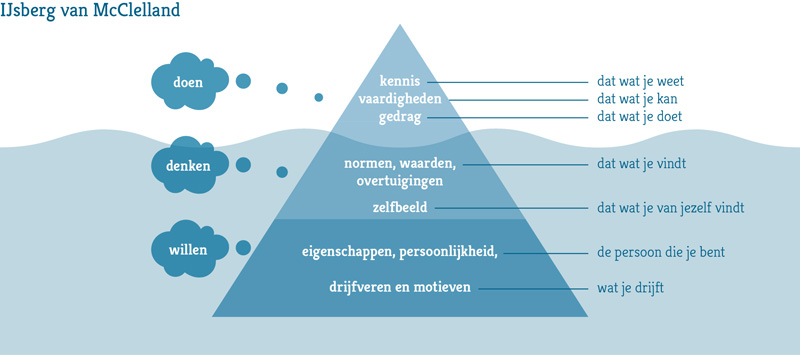 IJsberg van McClelland
doen
kennis
dat wat je weet
vaardigheden
dat wat je kan
gedrag
dat wat je doet
denken
normen, waarden,
overtuigingen
dat wat je vindt
zelfbeeld
dat wat je van jezelf vindt
willen
eigenschappen, persoonlijkheid,
de persoon die je bent
drijfveren en motieven
wat je drijft